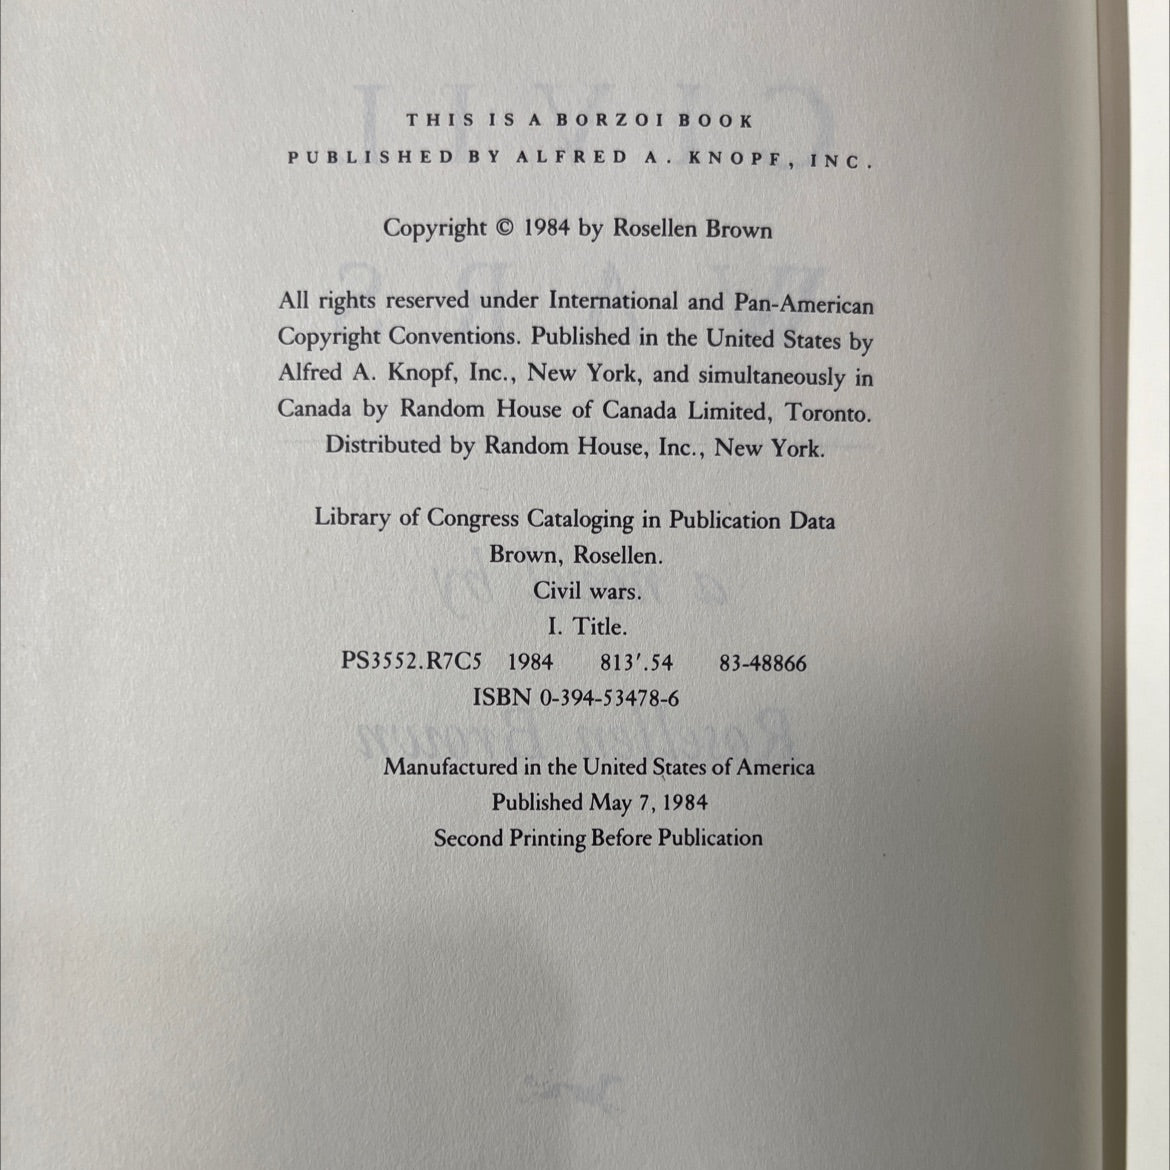 THIS IS A BORZOI BOOK
PUBLISHED BY ALFRED A. KNOPF, INC.
Copyright © 1984 by Rosellen Brown
All rights reserved under International and Pan-American
Copyright Conventions. Published in the United States by
Alfred A. Knopf, Inc., New York, and simultaneously in
Canada by Random House of Canada Limited, Toronto.
Distributed by Random House, Inc., New York.
Library of Congress Cataloging in Publication Data
Brown, Rosellen.
Civil wars.
I. Title.
PS3552.R7C5 1984 813'.54 83-48866
ISBN 0-394-53478-6
Manufactured in the United States of America
Published May 7, 1984
Second Printing Before Publication